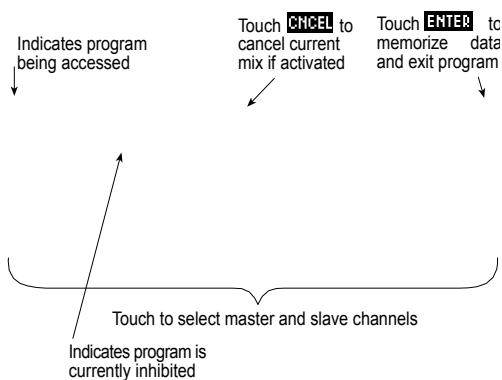 Indicates program
being accessed
Touch CNCEL to
cancel current
mix if activated
Touch ENTER to
memorize data
and exit program
Touch to select master and slave channels
Indicates program is
currently inhibited